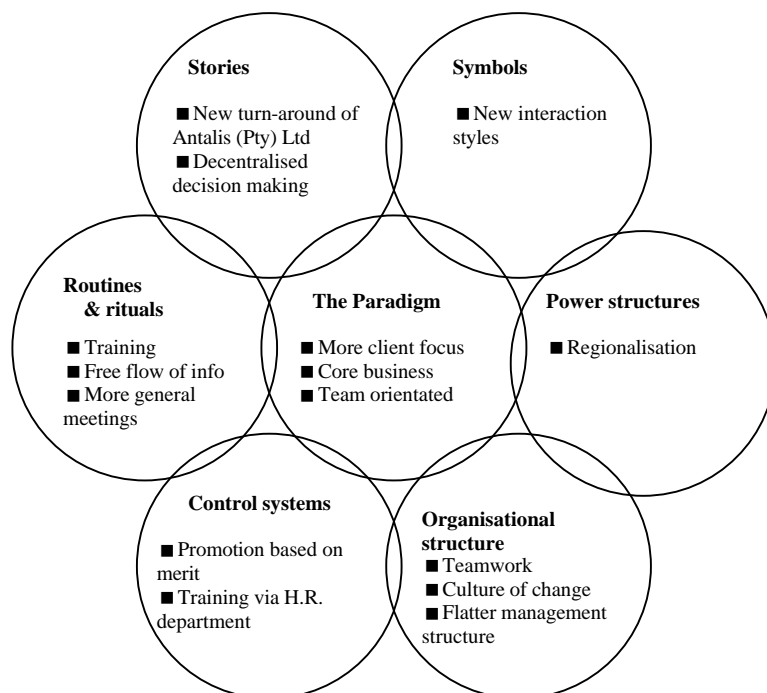 Stories
■ New turn-around of
Antalis (Pty) Ltd
■ Decentralised
decision making
Symbols
■ New interaction
styles
Routines
& rituals
■ Training
■ Free flow of info
■ More general
meetings
The Paradigm
■ More client focus
■ Core business
■ Team orientated
Power structures
■ Regionalisation
Control systems
■ Promotion based on
merit
■ Training via H.R.
department
Organisational
structure
■ Teamwork
■ Culture of change
■ Flatter management
structure